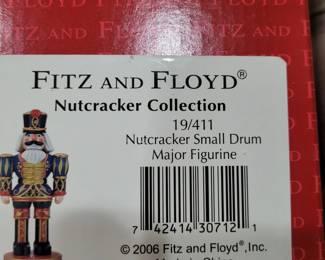 FITZ AND FLOYD®
Nutcracker Collection
19/411
Nutcracker Small Drum
Major Figurine
7 42414 30712 1
© 2006 Fitz and Floyd, Inc.